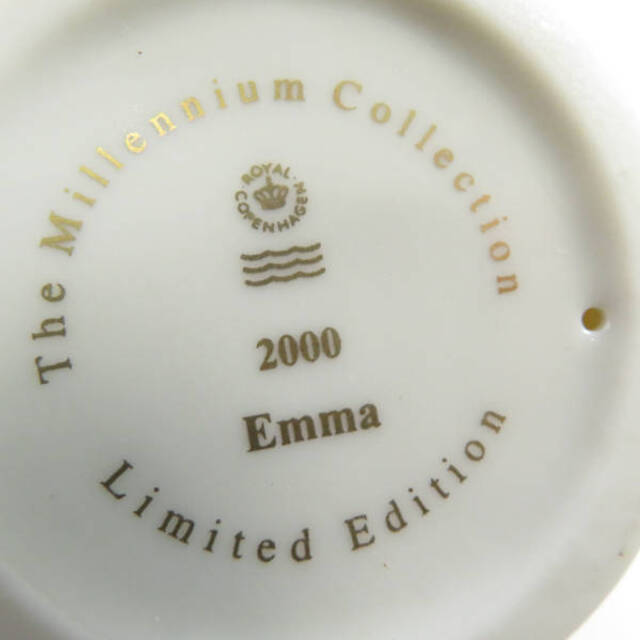 The Millennium Collection
ROYAL COPENHAGEN
2000
Emma
Limited Edition